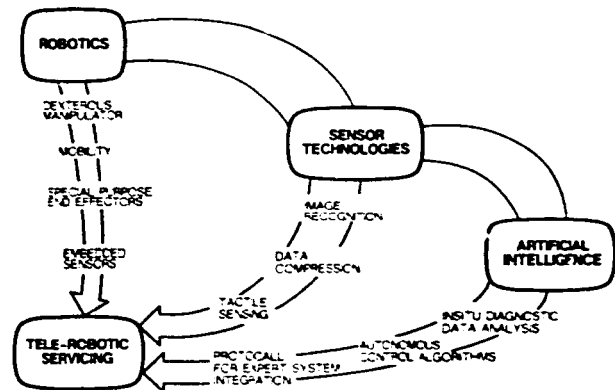 ROBOTICS
DEXTEROUS
MANIPULATOR
MOBILITY
SPECIAL PURPOSE
END EFFECTORS
EMBEDDED
SENSORS
SENSOR
TECHNOLOGIES
IMAGE
RECOGNITION
DATA
COMPRESSION
TACTILE
SENSING
ARTIFICIAL
INTELLIGENCE
INSITU DIAGNOSTIC
DATA ANALYSIS
AUTONOMOUS
CONTROL ALGORITHMS
PROTOCALL
FOR EXPERT SYSTEM
INTEGRATION
TELE-ROBOTIC
SERVICING